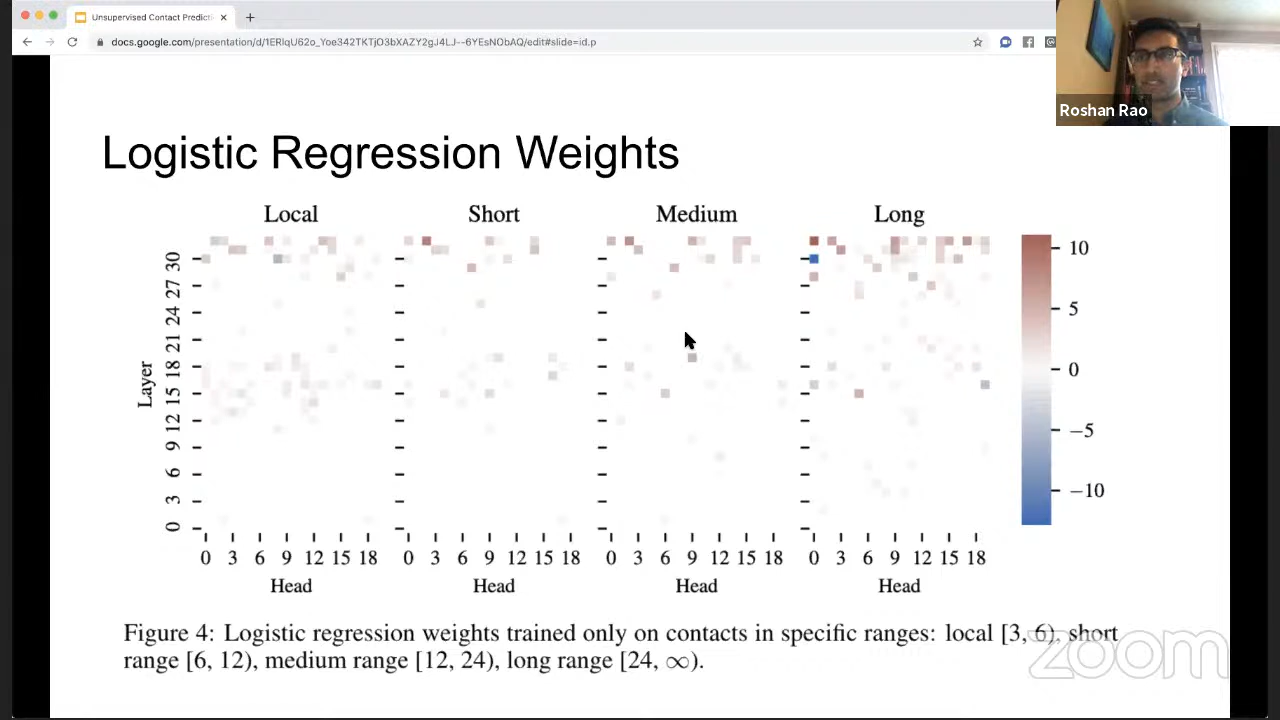 Unsupervised Contact Predicti
docs.google.com/presentation/d/1ERlqU62o_Yoe342TKTjO3bXAZY2gJ4LJ--6YEsNObAQ/edit#slide=id.p
Roshan Rao
Logistic Regression Weights
Local Short Medium Long
Layer
30
27
24
21
18
15
12
9
6
3
0
10
5
0
−5
−10
0 3 6 9 12 15 18 0 3 6 9 12 15 18 0 3 6 9 12 15 18 0 3 6 9 12 15 18
Head Head Head Head
Figure 4: Logistic regression weights trained only on contacts in specific ranges: local [3, 6), short
range [6, 12), medium range [12, 24), long range [24, ∞).
zoom